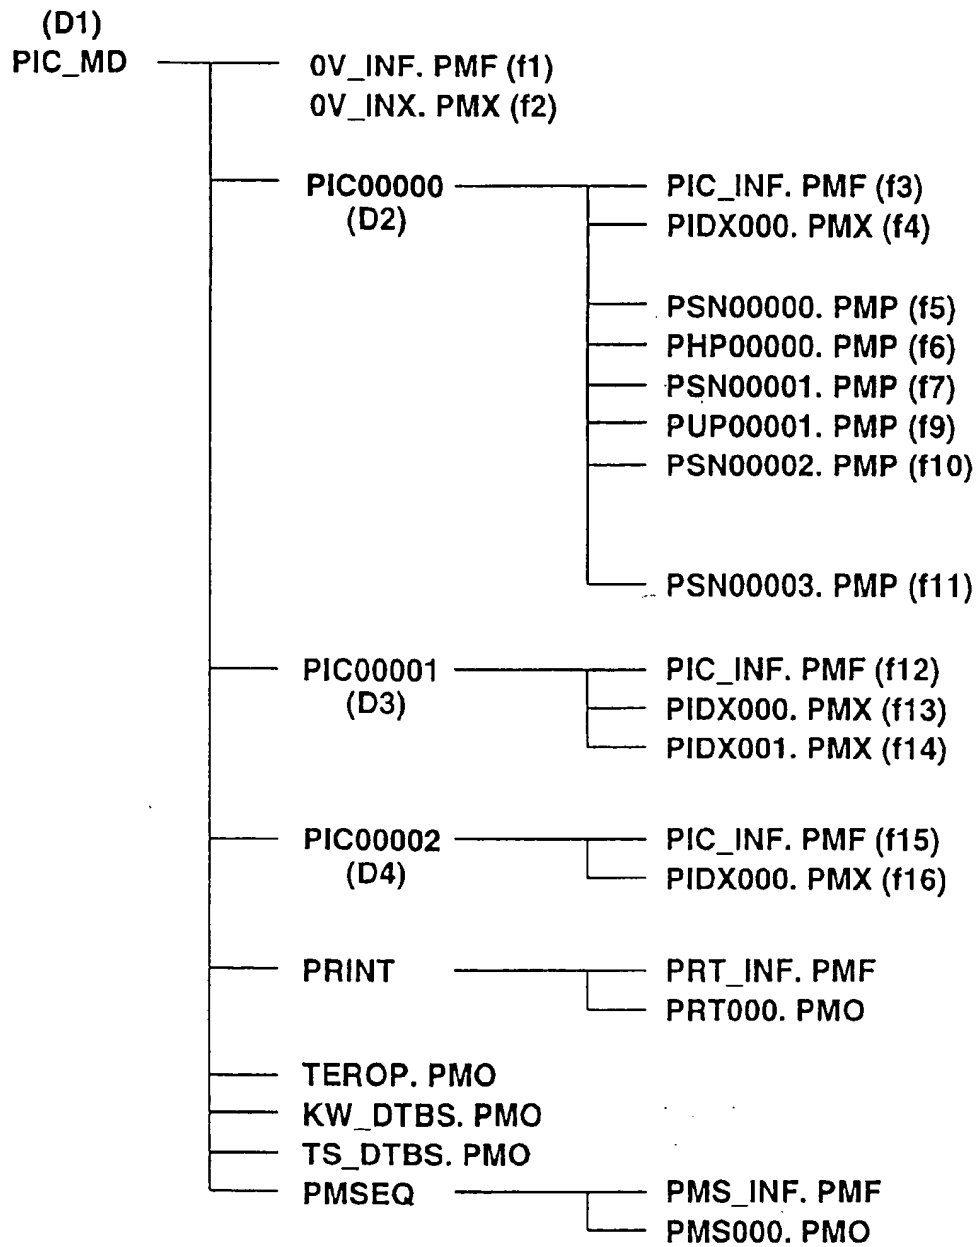 (D1)
PIC_MD
0V_INF. PMF (f1)
0V_INX. PMX (f2)
PIC00000
(D2)
PIC_INF. PMF (f3)
PIDX000. PMX (f4)
PSN00000. PMP (f5)
PHP00000. PMP (f6)
PSN00001. PMP (f7)
PUP00001. PMP (f9)
PSN00002. PMP (f10)
PSN00003. PMP (f11)
PIC00001
(D3)
PIC_INF. PMF (f12)
PIDX000. PMX (f13)
PIDX001. PMX (f14)
PIC00002
(D4)
PIC_INF. PMF (f15)
PIDX000. PMX (f16)
PRINT
PRT_INF. PMF
PRT000. PMO
TEROP. PMO
KW_DTBS. PMO
TS_DTBS. PMO
PMSEQ
PMS_INF. PMF
PMS000. PMO